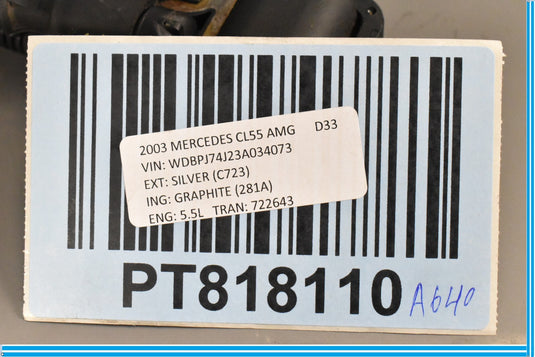 2003 MERCEDES CL55 AMG D33
VIN: WDBPJ74J23A034073
EXT: SILVER (C723)
ING: GRAPHITE (281A)
ENG: 5.5L TRAN: 722643
PT818110 A640